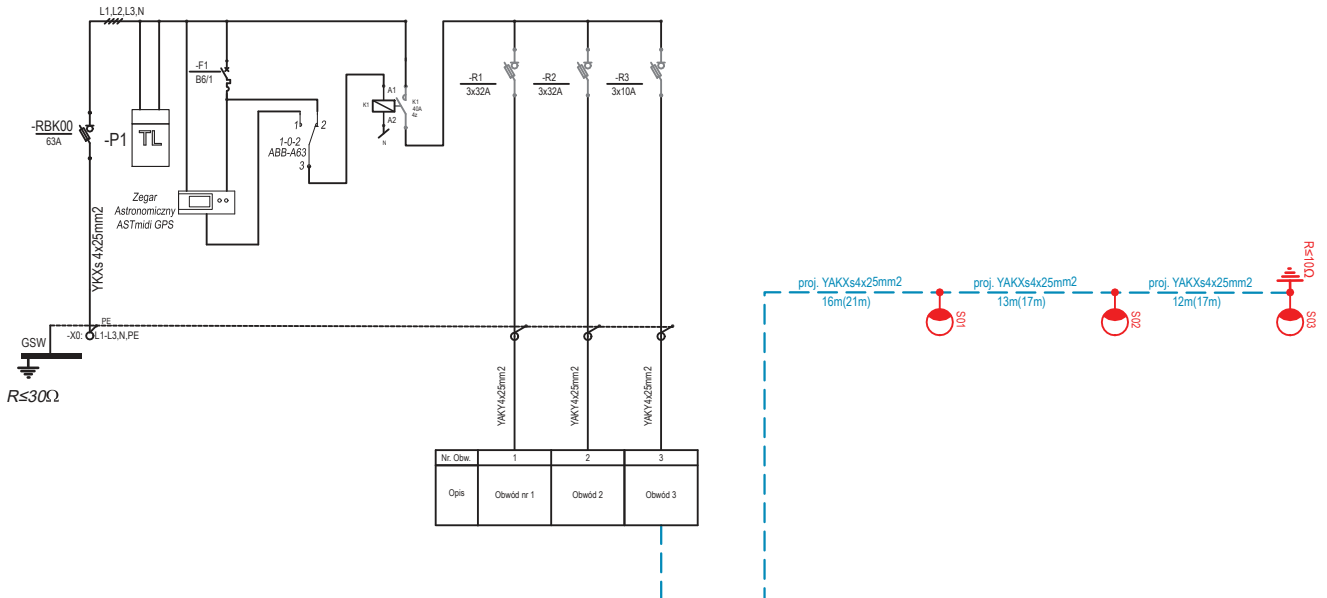 L1,L2,L3,N
-RBK00
63A
-P1
TL
-F1
B6/1
1
2
1-0-2
ABB-A63
3
A1
K1
A2
N
K1
40A
4z
-R1
3x32A
-R2
3x32A
-R3
3x10A
Zegar
Astronomiczny
ASTmidi GPS
YKXs 4x25mm2
PE
-X0:
L1-L3,N,PE
GSW
R≤30Ω
YAKY4x25mm2
YAKY4x25mm2
YAKY4x25mm2
Nr. Obw.
1
2
3
Opis
Obwód nr 1
Obwód 2
Obwód 3
proj. YAKXs4x25mm2
16m(21m)
proj. YAKXs4x25mm2
13m(17m)
proj. YAKXs4x25mm2
12m(17m)
R≤10Ω
S01
S02
S03